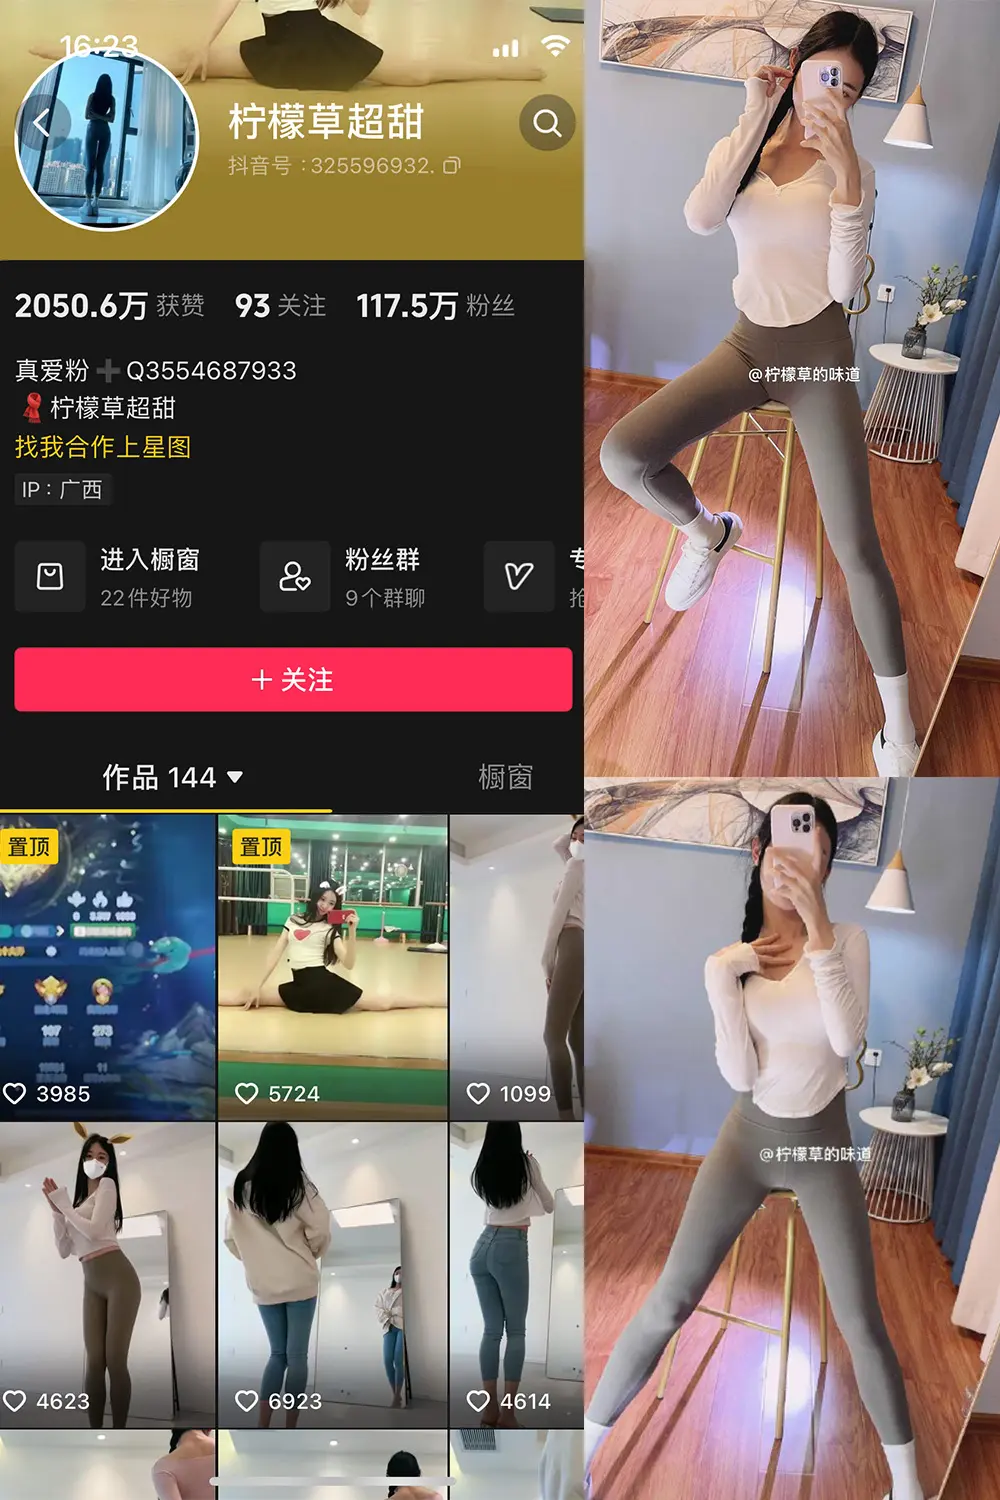 16:23
柠檬草超甜
抖音号：325596932.
2050.6万 获赞 93 关注 117.5万 粉丝
真爱粉➕Q3554687933
🧣柠檬草超甜
找我合作上星图
IP：广西
进入橱窗
22件好物
粉丝群
9个群聊
+ 关注
作品 144
橱窗
置顶
3985
置顶
5724
1099
4623
6923
4614
@柠檬草的味道
@柠檬草的味道